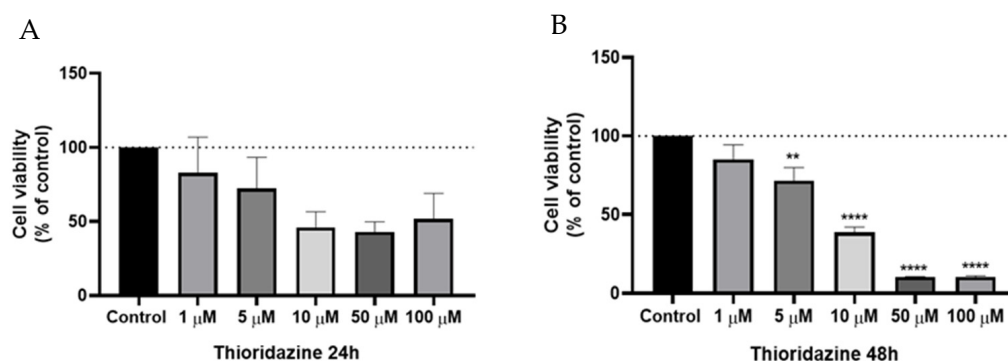 A
Cell viability
(% of control)
150
100
50
0
Control 1 μM 5 μM 10 μM 50 μM 100 μM
Thioridazine 24h
B
Cell viability
(% of control)
150
100
50
0
**
****
****
****
Control 1 μM 5 μM 10 μM 50 μM 100 μM
Thioridazine 48h